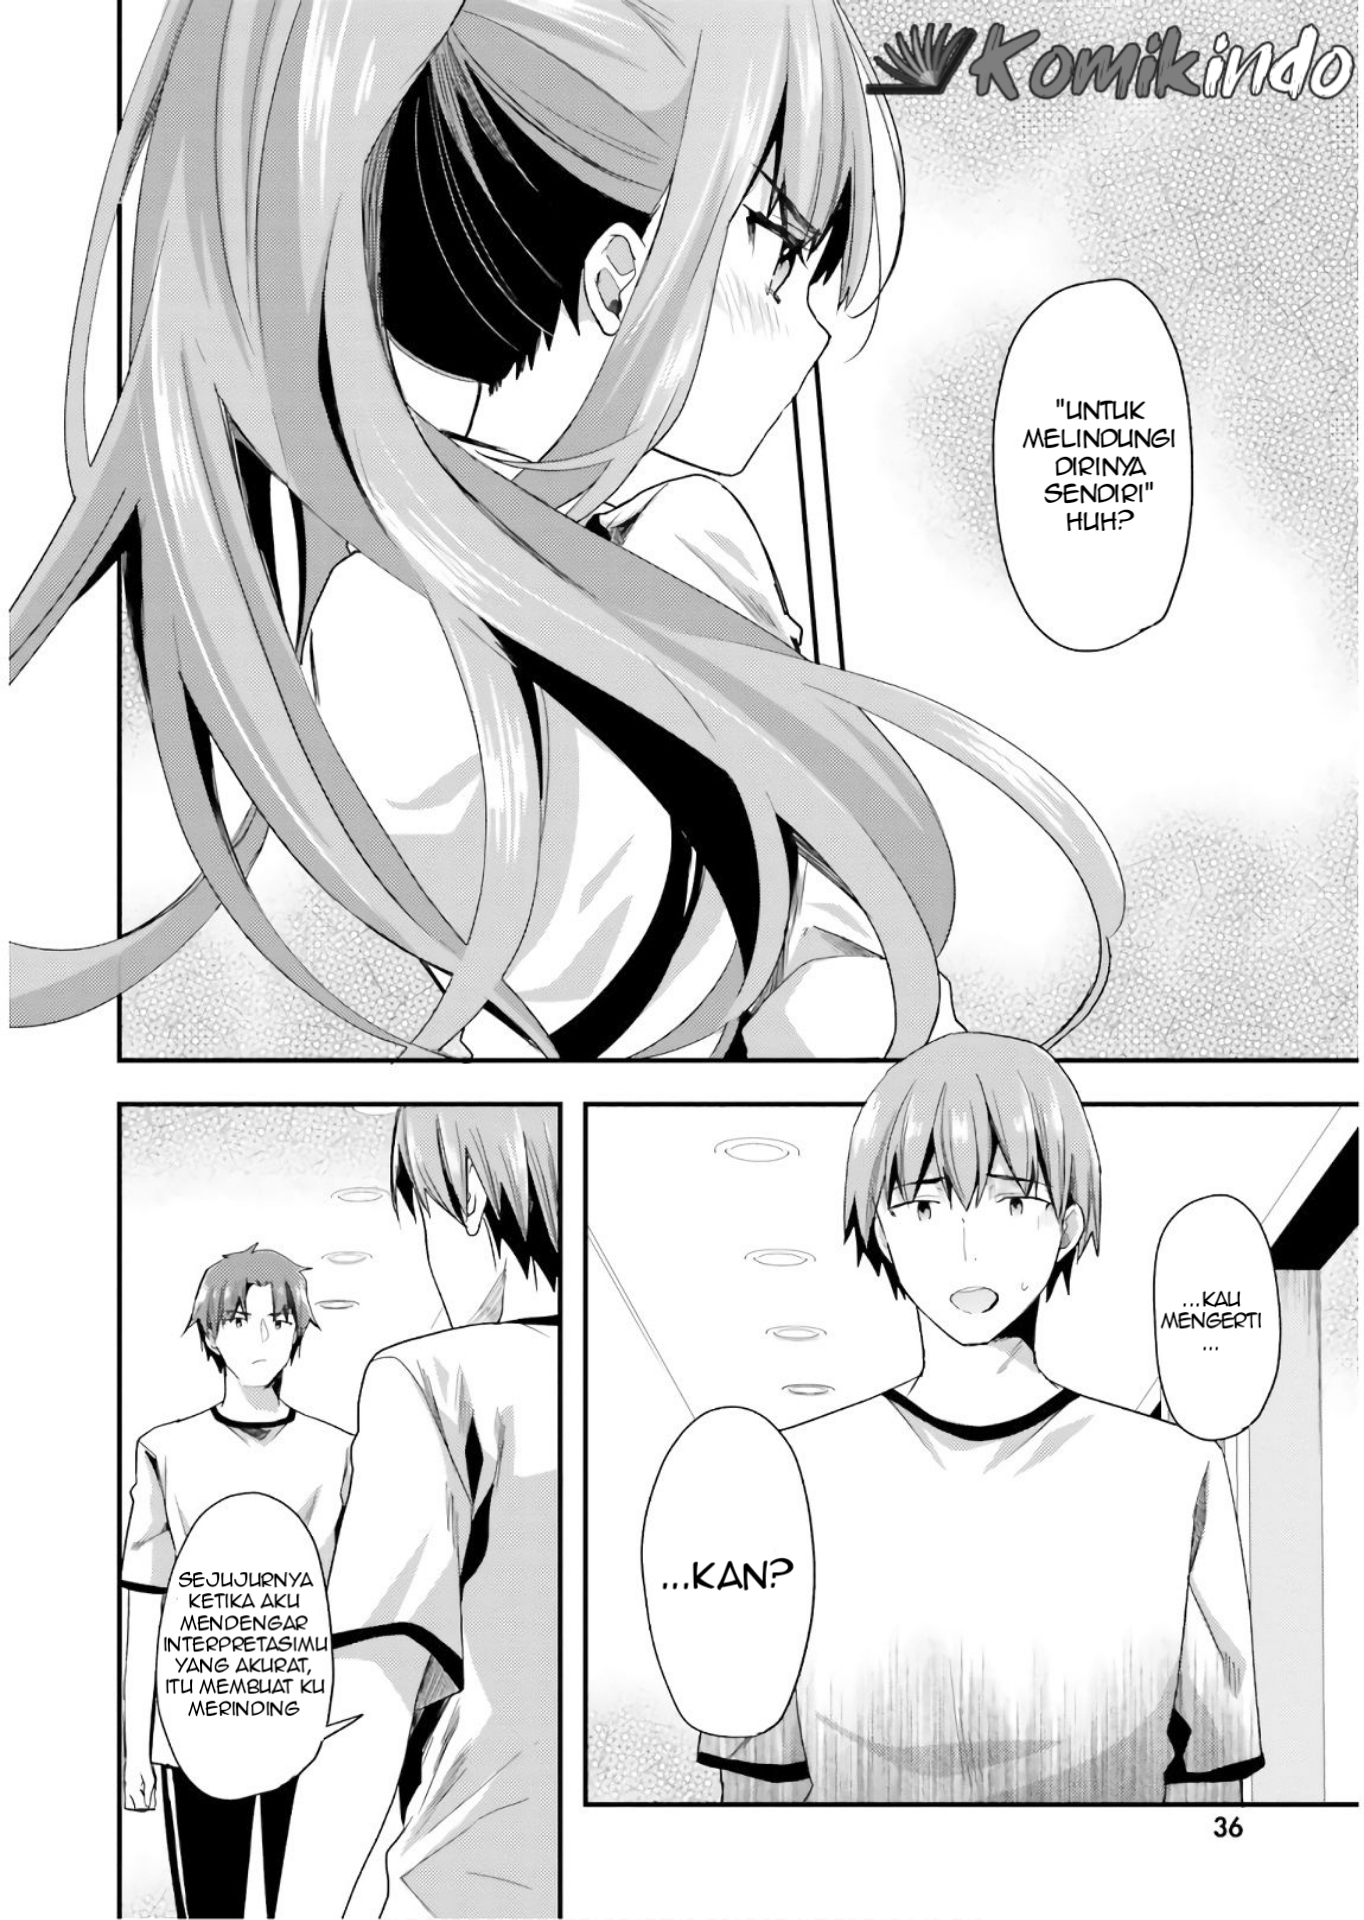 Komikindo
"UNTUK
MELINDUNGI
DIRINYA
SENDIRI"
HUH?
...KAU
MENGERTI
...
...KAN?
SEJUJURNYA
KETIKA AKU
MENDENGAR
INTERPRETASIMU
YANG AKURAT,
ITU MEMBUAT KU
MERINDING
36